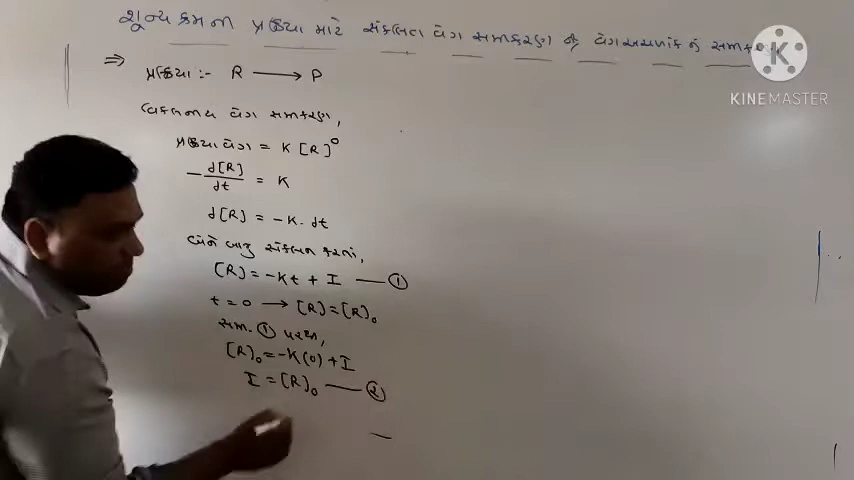 શૂન્ય ક્રમની પ્રક્રિયા માટે સંકલિત વેગ સમીકરણ
K
KINEMASTER
⇒ પ્રક્રિયા :- R ⟶ P
વિકલનીય વેગ સમીકરણ,
પ્રક્રિયા વેગ = K [R]⁰
- d[R]/dt = K
d[R] = -K. dt
બંને બાજુ સંકલન કરતાં,
[R] = -Kt + I — ①
t = 0 ⟶ [R] = [R]₀
સમી. ① પરથી,
[R]₀ = -K(0) + I
I = [R]₀ — ②